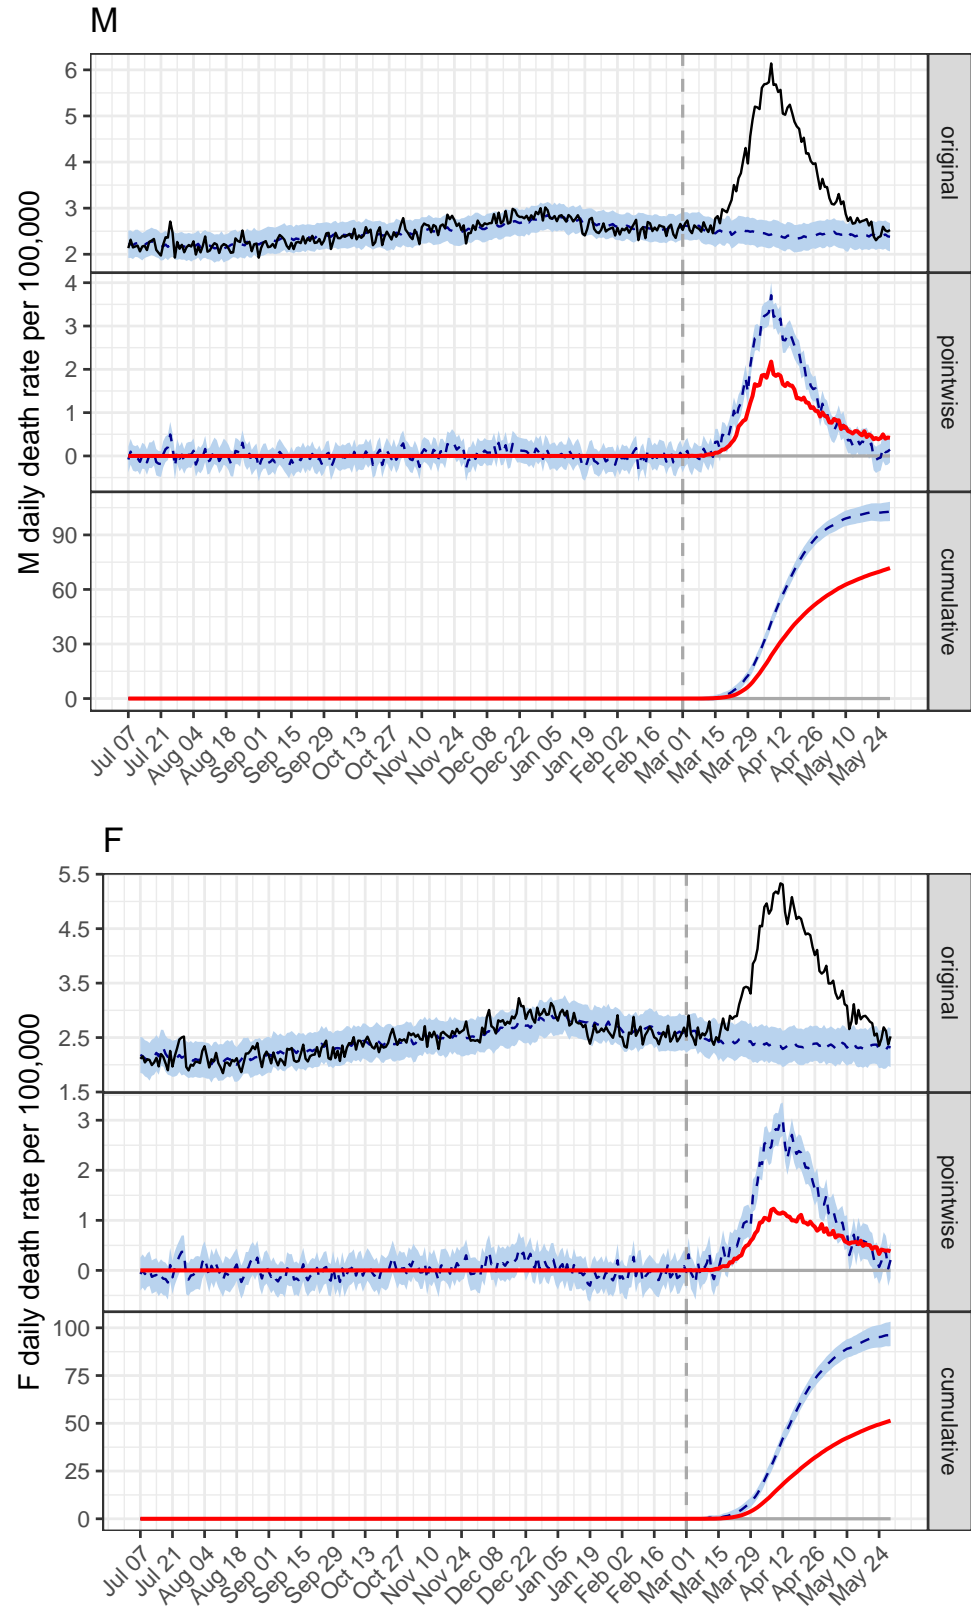 M
M daily death rate per 100,000
6
5
4
3
2
original
4
3
2
1
0
pointwise
90
60
30
0
cumulative
Jul 07
Jul 21
Aug 04
Aug 18
Sep 01
Sep 15
Sep 29
Oct 13
Oct 27
Nov 10
Nov 24
Dec 08
Dec 22
Jan 05
Jan 19
Feb 02
Feb 16
Mar 01
Mar 15
Mar 29
Apr 12
Apr 26
May 10
May 24
F
F daily death rate per 100,000
5.5
4.5
3.5
2.5
1.5
original
3
2
1
0
pointwise
100
75
50
25
0
cumulative
Jul 07
Jul 21
Aug 04
Aug 18
Sep 01
Sep 15
Sep 29
Oct 13
Oct 27
Nov 10
Nov 24
Dec 08
Dec 22
Jan 05
Jan 19
Feb 02
Feb 16
Mar 01
Mar 15
Mar 29
Apr 12
Apr 26
May 10
May 24